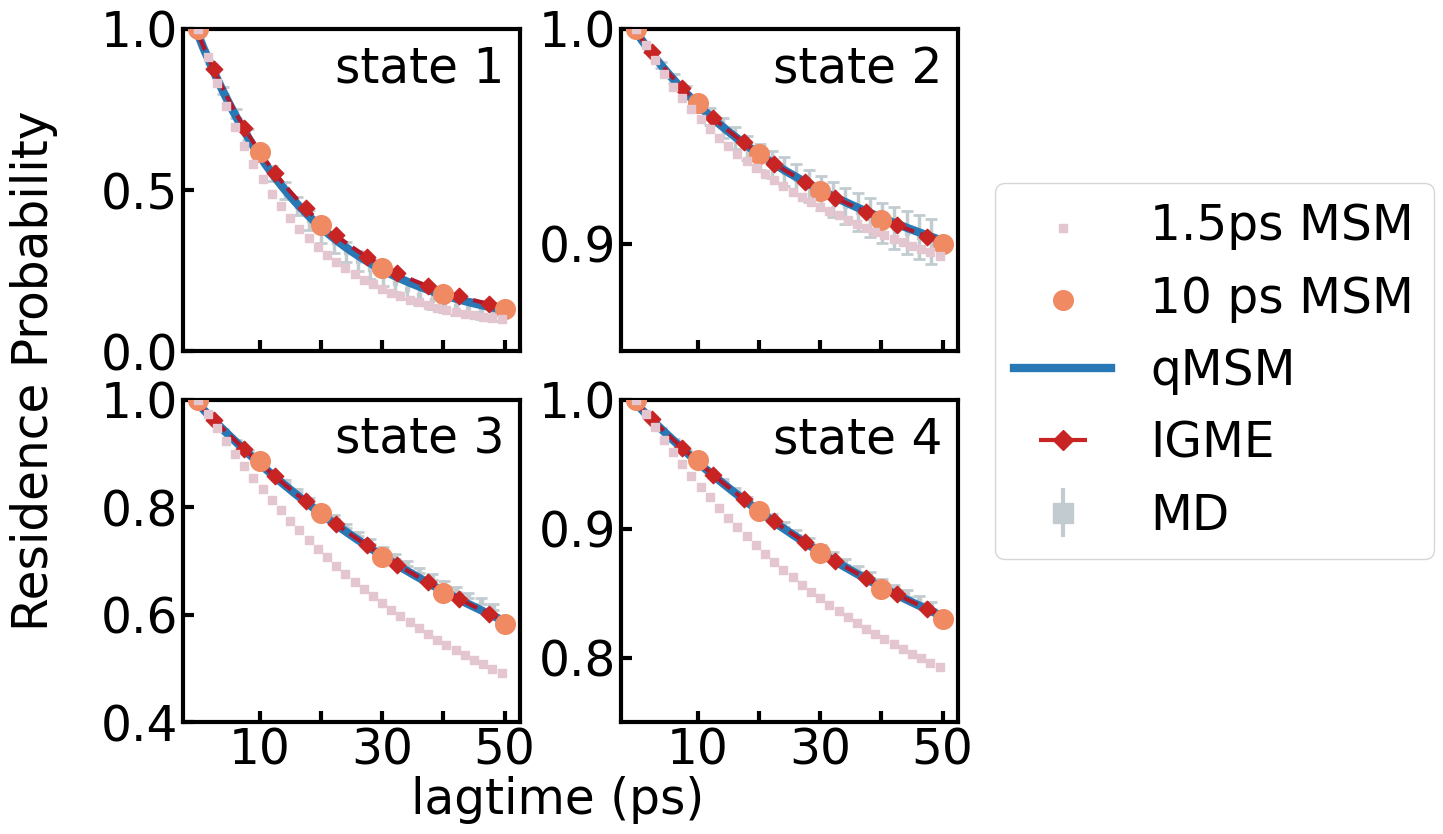 Residence Probability
1.0
0.5
0.0
state 1
1.0
0.9
state 2
1.0
0.8
0.6
0.4
state 3
10 30 50
1.0
0.9
0.8
state 4
10 30 50
lagtime (ps)
1.5ps MSM
10 ps MSM
qMSM
IGME
MD